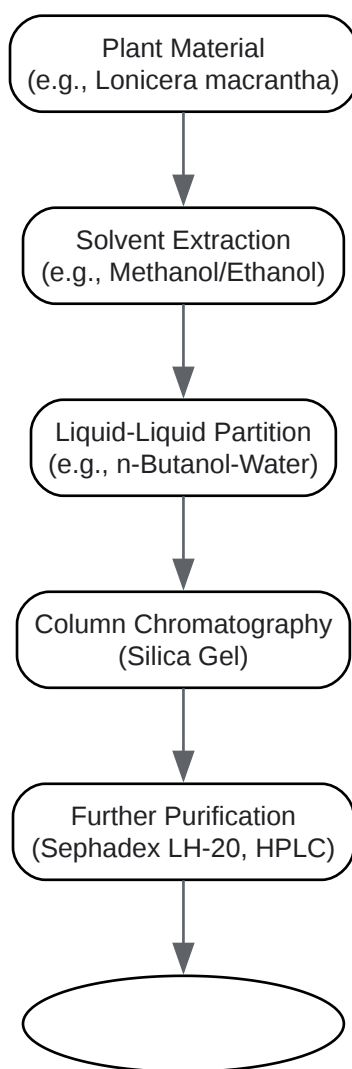 Plant Material
(e.g., Lonicera macrantha)
Solvent Extraction
(e.g., Methanol/Ethanol)
Liquid-Liquid Partition
(e.g., n-Butanol-Water)
Column Chromatography
(Silica Gel)
Further Purification
(Sephadex LH-20, HPLC)